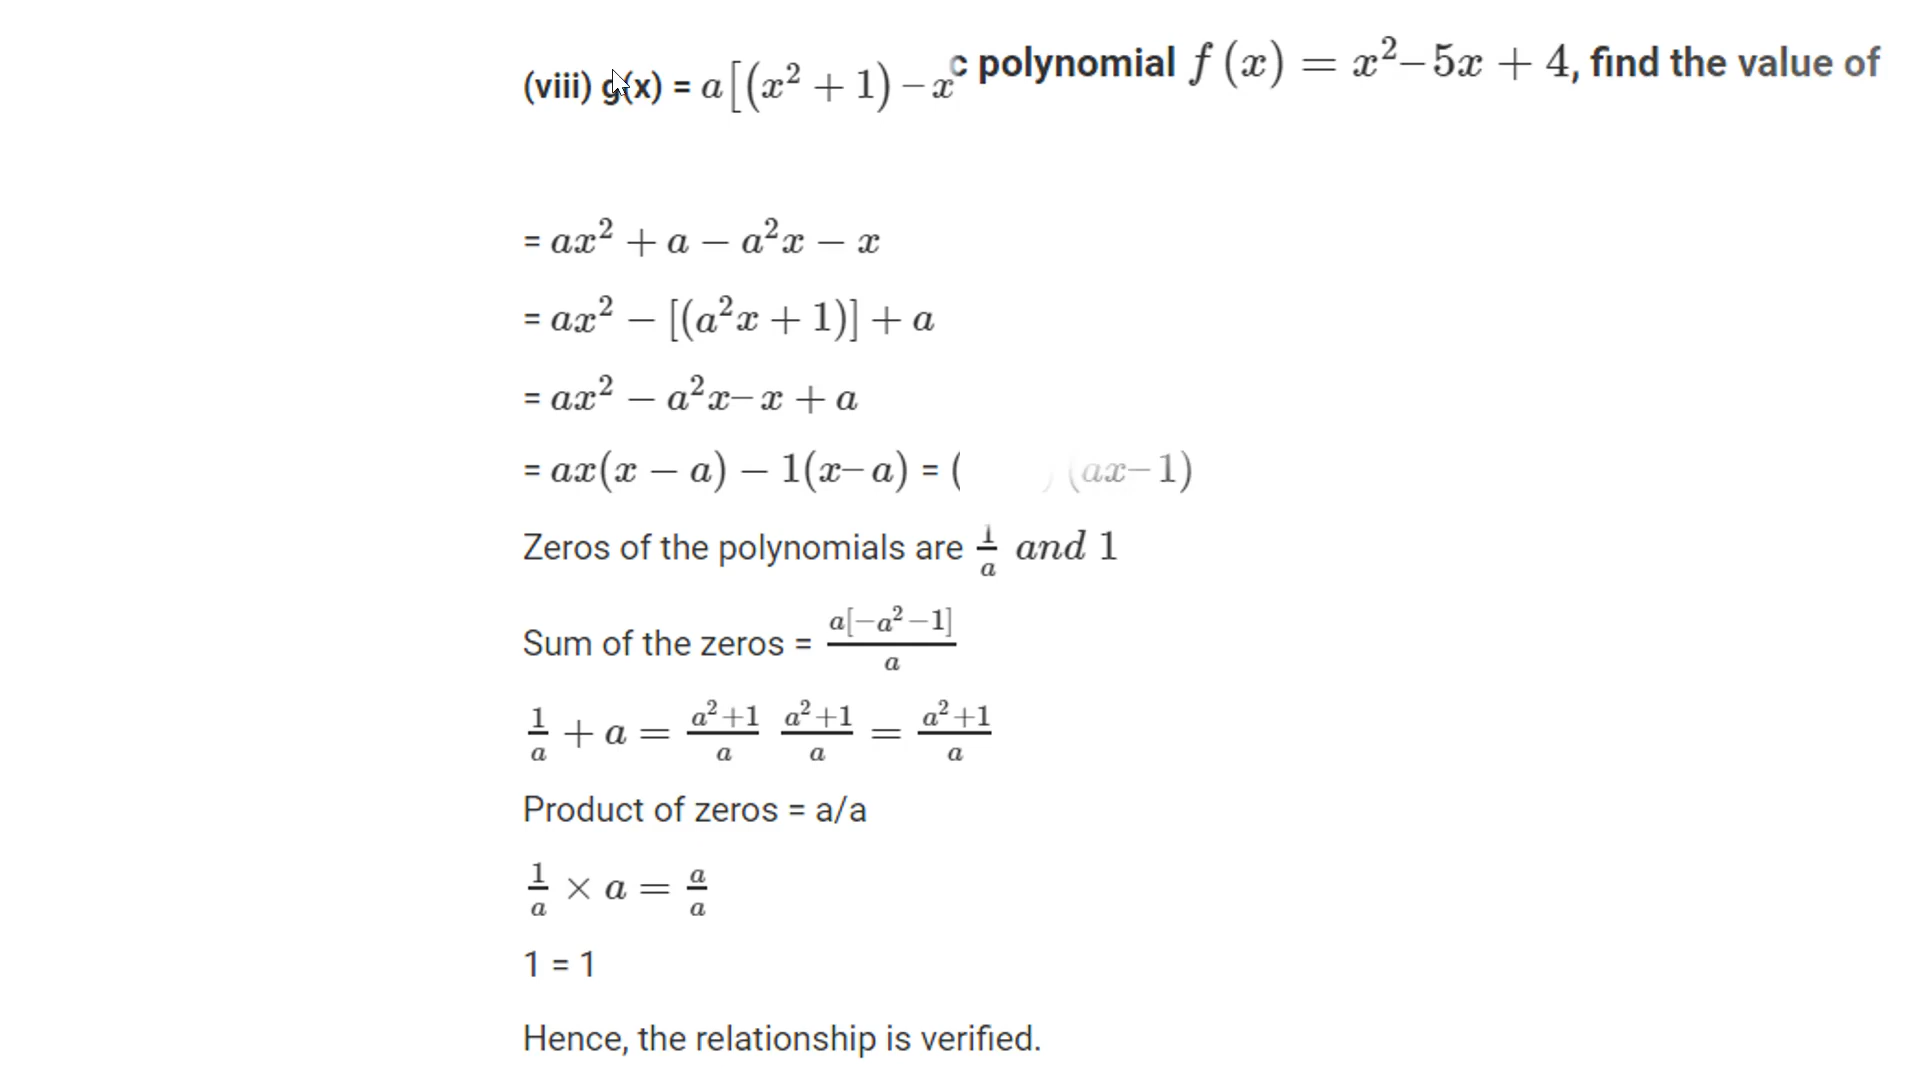 (viii) g(x) = a[(x² + 1) − x
c polynomial f (x) = x²– 5x + 4, find the value of
= ax² + a − a²x − x
= ax² − [(a²x + 1)] + a
= ax² − a²x– x + a
= ax(x − a) − 1(x– a) = ( ) (ax– 1)
Zeros of the polynomials are 1/a and 1
Sum of the zeros = a[−a²−1]/a
1/a + a = a²+1/a a²+1/a = a²+1/a
Product of zeros = a/a
1/a × a = a/a
1 = 1
Hence, the relationship is verified.